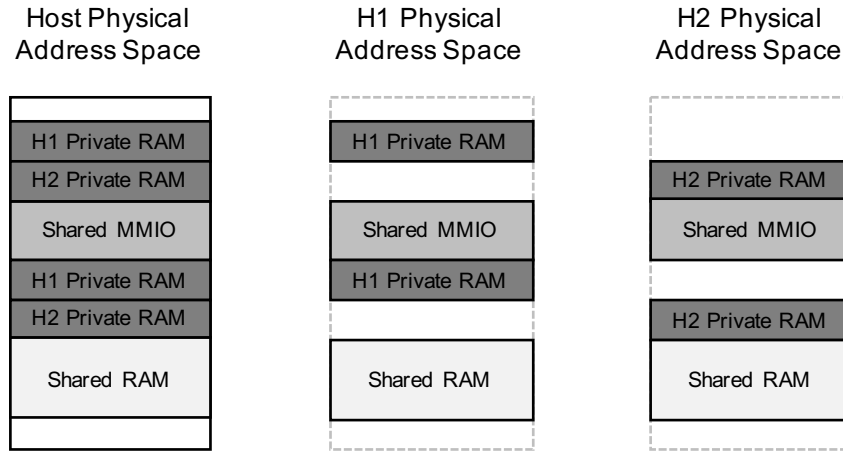 Host Physical
Address Space
H1 Private RAM
H2 Private RAM
Shared MMIO
H1 Private RAM
H2 Private RAM
Shared RAM
H1 Physical
Address Space
H1 Private RAM
Shared MMIO
H1 Private RAM
Shared RAM
H2 Physical
Address Space
H2 Private RAM
Shared MMIO
H2 Private RAM
Shared RAM